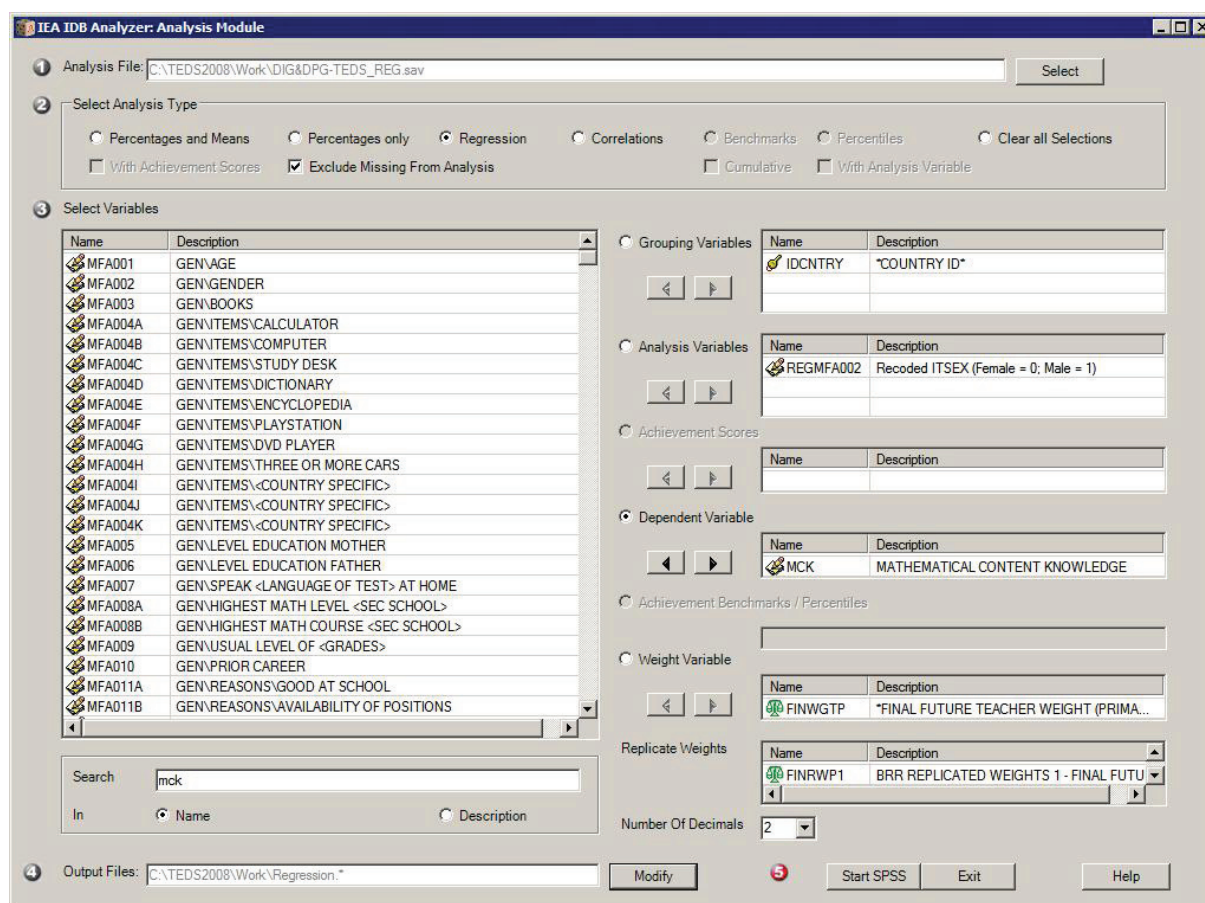 IEA IDB Analyzer: Analysis Module
1 Analysis File: C:\TEDS2008\Work\DIG&DPG-TEDS_REG.sav Select
2 Select Analysis Type
Percentages and Means Percentages only Regression Correlations Benchmarks Percentiles Clear all Selections
With Achievement Scores Exclude Missing From Analysis Cumulative With Analysis Variable
3 Select Variables
Name Description
MFA001 GEN\AGE
MFA002 GEN\GENDER
MFA003 GEN\BOOKS
MFA004A GEN\ITEMS\CALCULATOR
MFA004B GEN\ITEMS\COMPUTER
MFA004C GEN\ITEMS\STUDY DESK
MFA004D GEN\ITEMS\DICTIONARY
MFA004E GEN\ITEMS\ENCYCLOPEDIA
MFA004F GEN\ITEMS\PLAYSTATION
MFA004G GEN\ITEMS\DVD PLAYER
MFA004H GEN\ITEMS\THREE OR MORE CARS
MFA004I GEN\ITEMS\<COUNTRY SPECIFIC>
MFA004J GEN\ITEMS\<COUNTRY SPECIFIC>
MFA004K GEN\ITEMS\<COUNTRY SPECIFIC>
MFA005 GEN\LEVEL EDUCATION MOTHER
MFA006 GEN\LEVEL EDUCATION FATHER
MFA007 GEN\SPEAK <LANGUAGE OF TEST> AT HOME
MFA008A GEN\HIGHEST MATH LEVEL <SEC SCHOOL>
MFA008B GEN\HIGHEST MATH COURSE <SEC SCHOOL>
MFA009 GEN\USUAL LEVEL OF <GRADES>
MFA010 GEN\PRIOR CAREER
MFA011A GEN\REASONS\GOOD AT SCHOOL
MFA011B GEN\REASONS\AVAILABILITY OF POSITIONS
Search mck
In Name Description
Grouping Variables
Name Description
IDCNTRY *COUNTRY ID*
Analysis Variables
Name Description
REGMFA002 Recoded ITSEX (Female = 0; Male = 1)
Achievement Scores
Name Description
Dependent Variable
Name Description
MCK MATHEMATICAL CONTENT KNOWLEDGE
Achievement Benchmarks / Percentiles
Weight Variable
Name Description
FINWGTP *FINAL FUTURE TEACHER WEIGHT (PRIMA...
Replicate Weights
Name Description
FINRWP1 BRR REPLICATED WEIGHTS 1 - FINAL FUTU
Number Of Decimals 2
4 Output Files: C:\TEDS2008\Work\Regression.* Modify 5 Start SPSS Exit Help